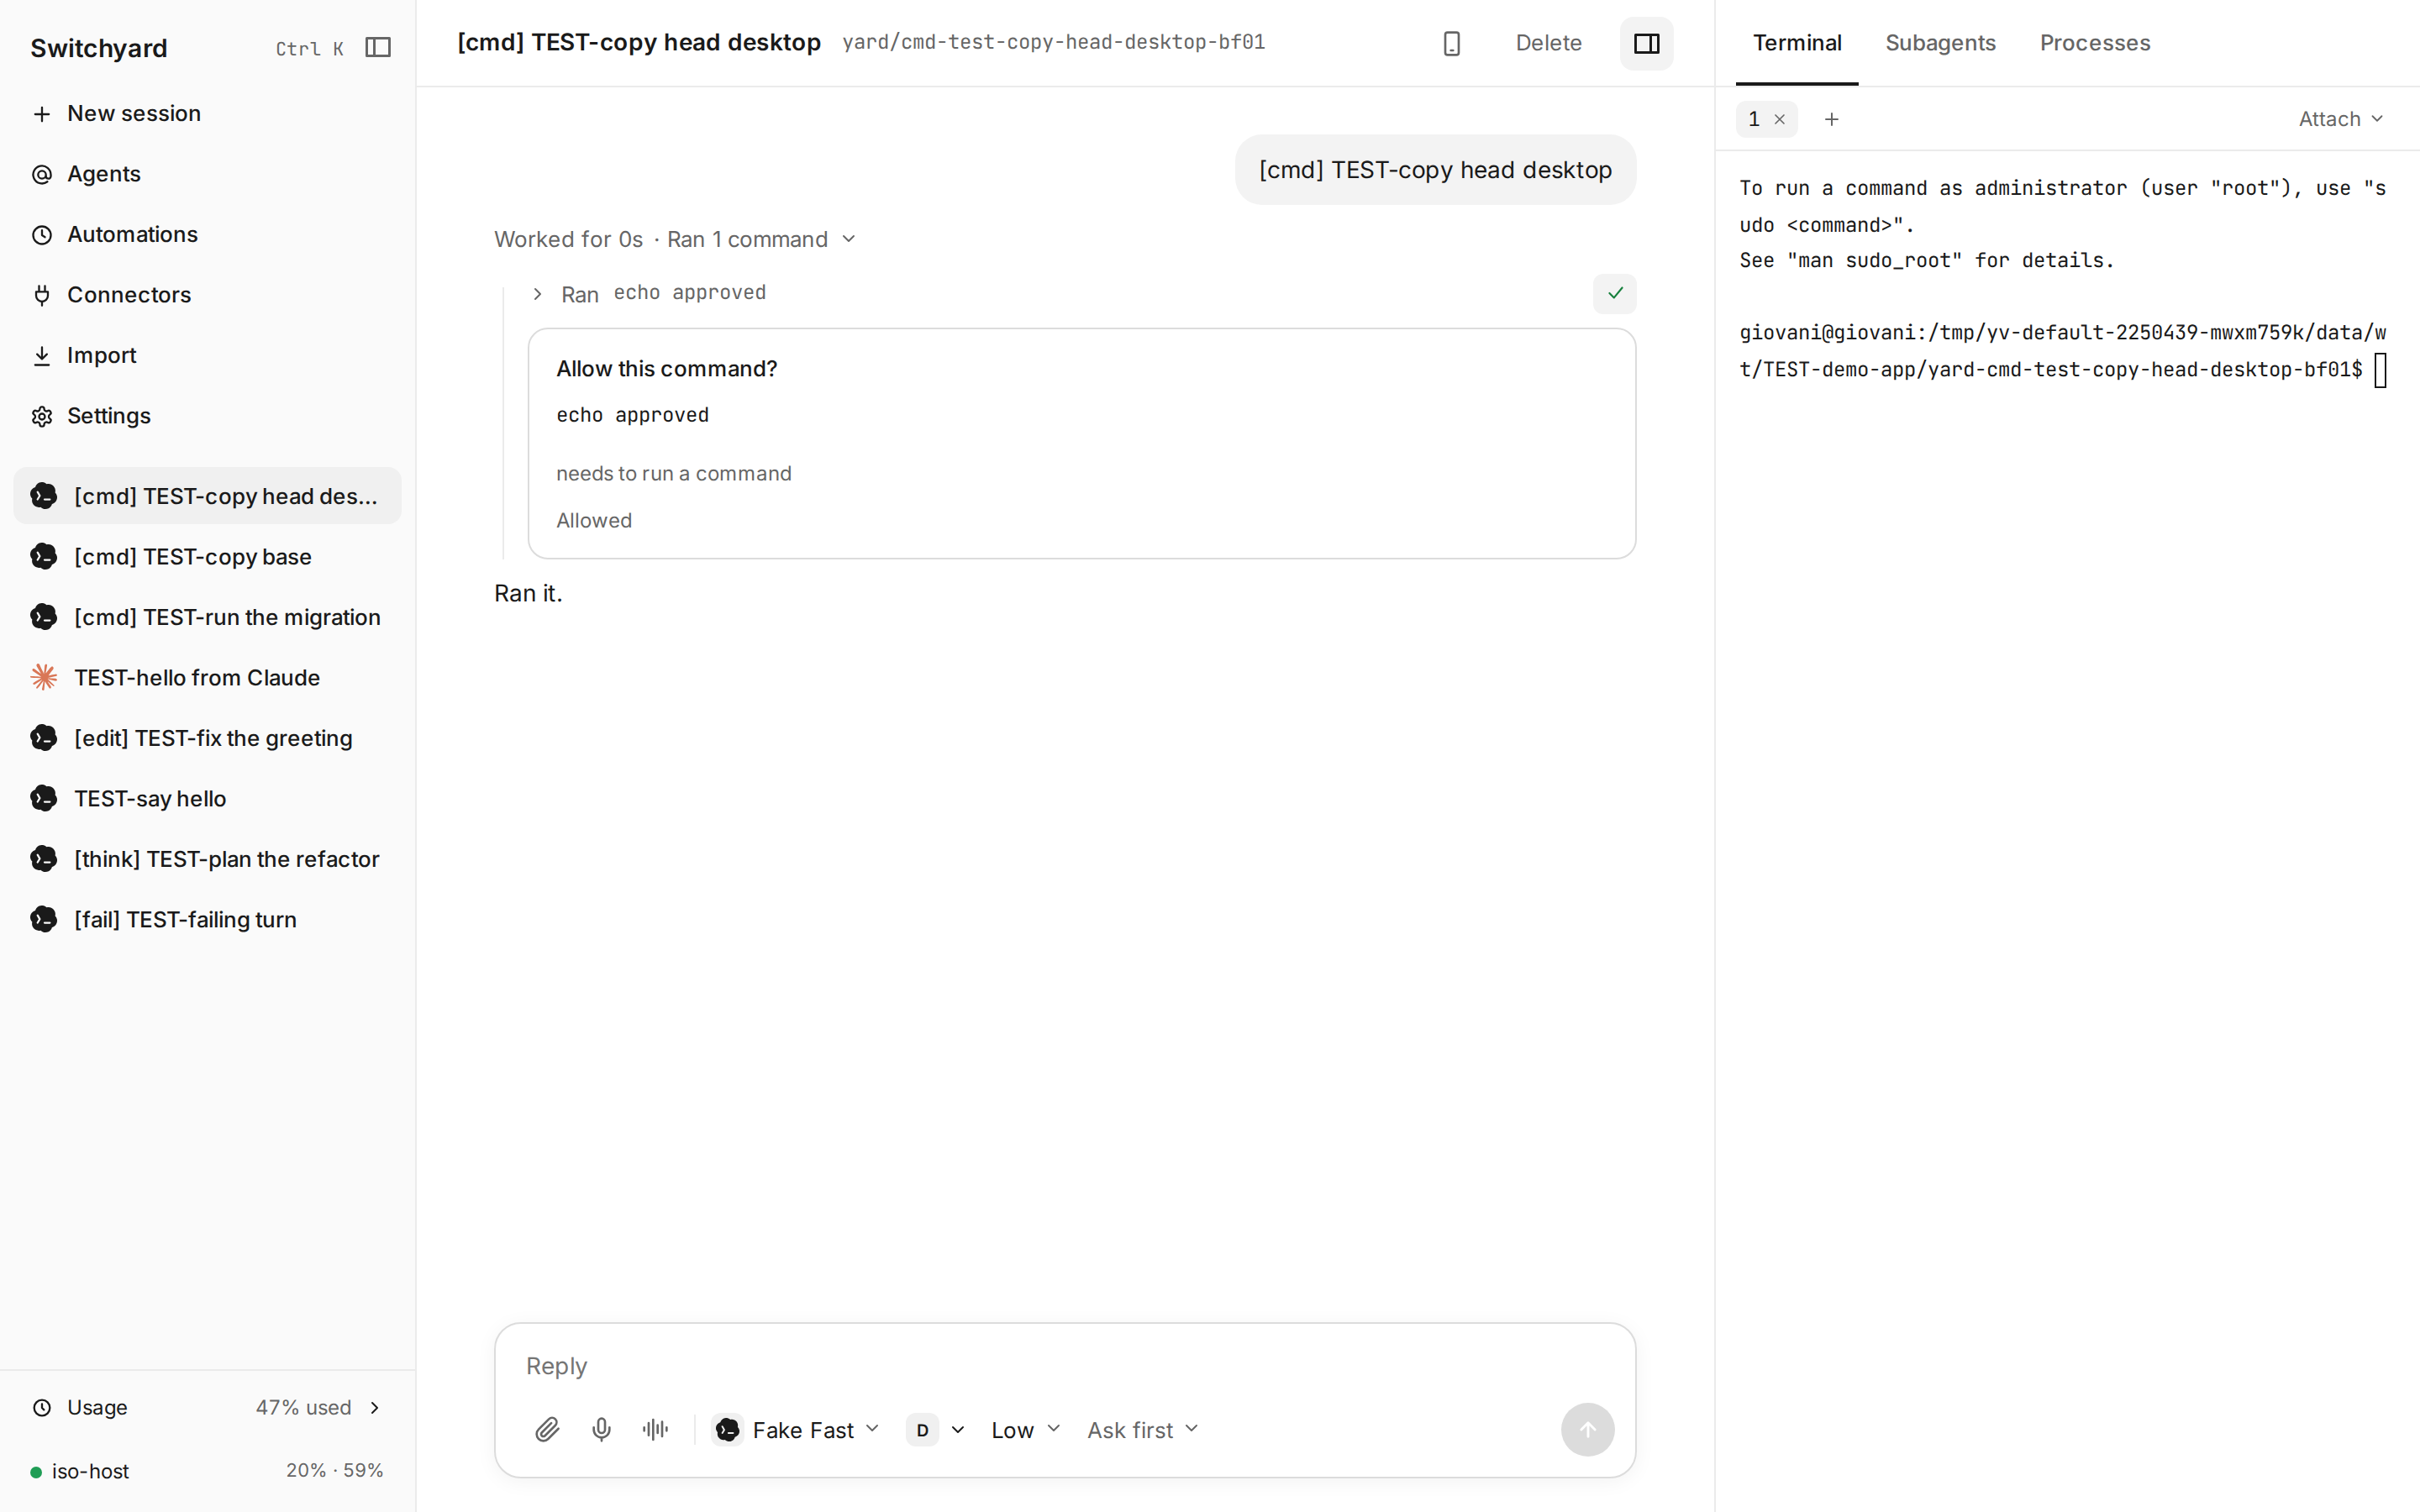 Switchyard
Ctrl K
New session
Agents
Automations
Connectors
Import
Settings
[cmd] TEST-copy head des...
[cmd] TEST-copy base
[cmd] TEST-run the migration
TEST-hello from Claude
[edit] TEST-fix the greeting
TEST-say hello
[think] TEST-plan the refactor
[fail] TEST-failing turn
Usage 47% used
iso-host 20% · 59%
[cmd] TEST-copy head desktop yard/cmd-test-copy-head-desktop-bf01
Delete
[cmd] TEST-copy head desktop
Worked for 0s · Ran 1 command
Ran echo approved
Allow this command?
echo approved
needs to run a command
Allowed
Ran it.
Reply
Fake Fast D Low Ask first
Terminal Subagents Processes
1 × + Attach
To run a command as administrator (user "root"), use "s
udo <command>".
See "man sudo_root" for details.
giovani@giovani:/tmp/yv-default-2250439-mwxm759k/data/w
t/TEST-demo-app/yard-cmd-test-copy-head-desktop-bf01$